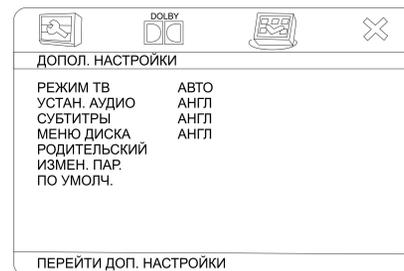 DOLBY
ДОПОЛ. НАСТРОЙКИ
РЕЖИМ ТВ АВТО
УСТАН. АУДИО АНГЛ
СУБТИТРЫ АНГЛ
МЕНЮ ДИСКА АНГЛ
РОДИТЕЛЬСКИЙ
ИЗМЕН. ПАР.
ПО УМОЛЧ.
ПЕРЕЙТИ ДОП. НАСТРОЙКИ